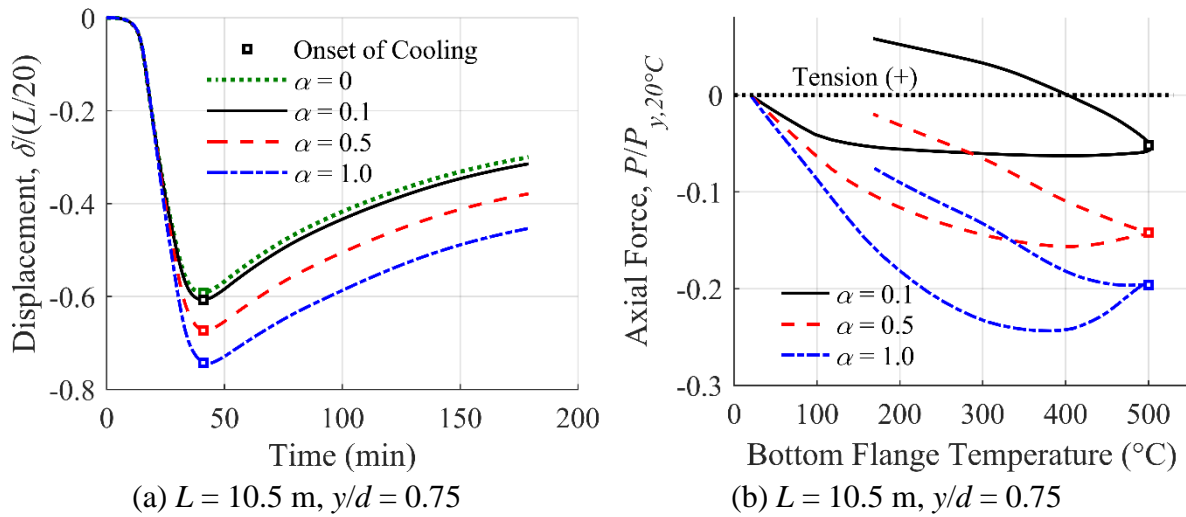 0
-0.2
-0.4
-0.6
-0.8
Displacement, δ/(L/20)
Onset of Cooling
α = 0
α = 0.1
α = 0.5
α = 1.0
0 50 100 150 200
Time (min)
(a) L = 10.5 m, y/d = 0.75
0.1
0
-0.1
-0.2
-0.3
Axial Force, P/P y,20°C
Tension (+)
α = 0.1
α = 0.5
α = 1.0
0 100 200 300 400 500
Bottom Flange Temperature (°C)
(b) L = 10.5 m, y/d = 0.75